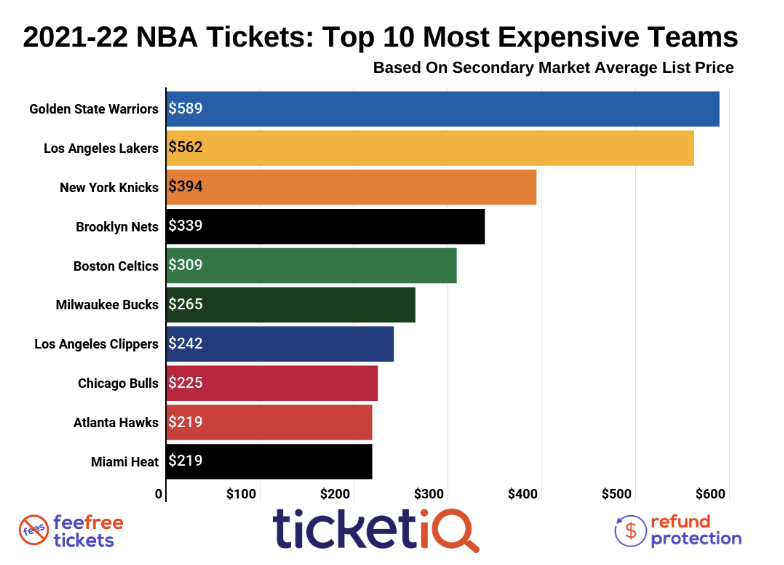 2021-22 NBA Tickets: Top 10 Most Expensive Teams
Based On Secondary Market Average List Price
Golden State Warriors $589
Los Angeles Lakers $562
New York Knicks $394
Brooklyn Nets $339
Boston Celtics $309
Milwaukee Bucks $265
Los Angeles Clippers $242
Chicago Bulls $225
Atlanta Hawks $219
Miami Heat $219
0 $100 $200 $300 $400 $500 $600
fees
feefree
tickets
ticketiQ
$
refund
protection